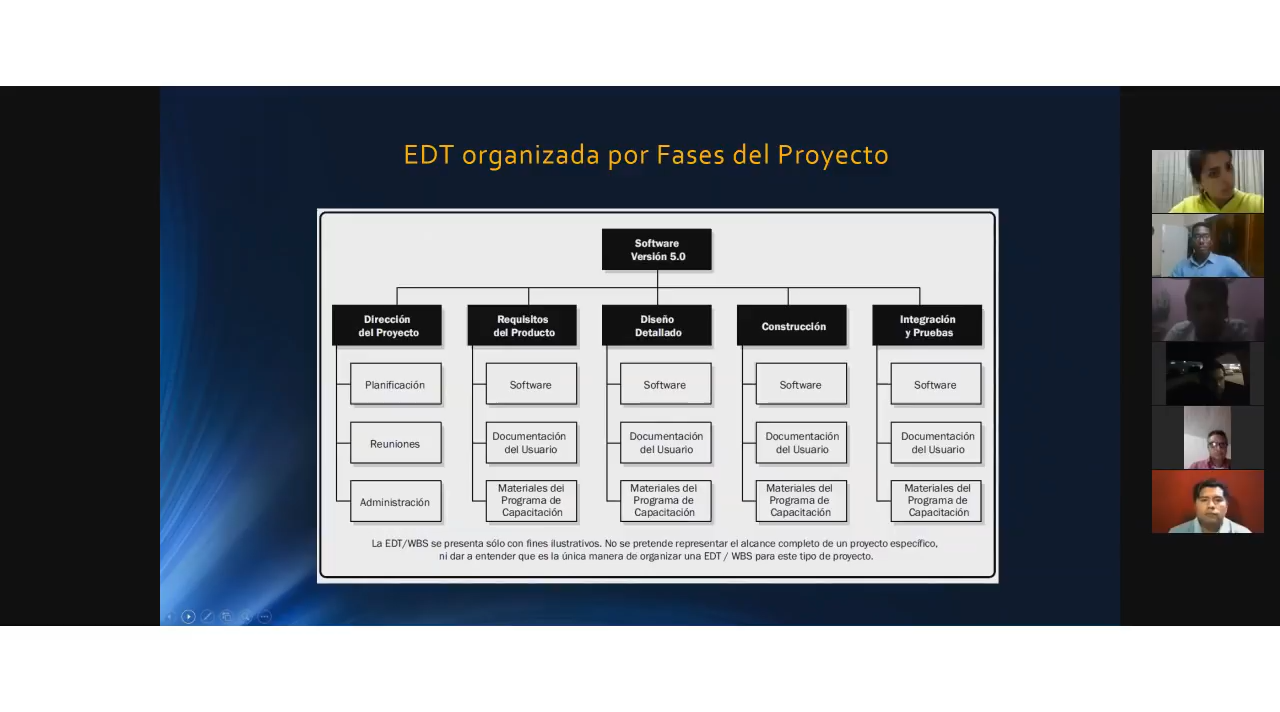 EDT organizada por Fases del Proyecto
Software
Versión 5.0
Dirección
del Proyecto
Requisitos
del Producto
Diseño
Detallado
Construcción
Integración
y Pruebas
Planificación
Software
Software
Software
Software
Reuniones
Documentación
del Usuario
Documentación
del Usuario
Documentación
del Usuario
Documentación
del Usuario
Administración
Materiales del
Programa de
Capacitación
Materiales del
Programa de
Capacitación
Materiales del
Programa de
Capacitación
Materiales del
Programa de
Capacitación
La EDT/WBS se presenta sólo con fines ilustrativos. No se pretende representar el alcance completo de un proyecto específico,
ni dar a entender que es la única manera de organizar una EDT / WBS para este tipo de proyecto.